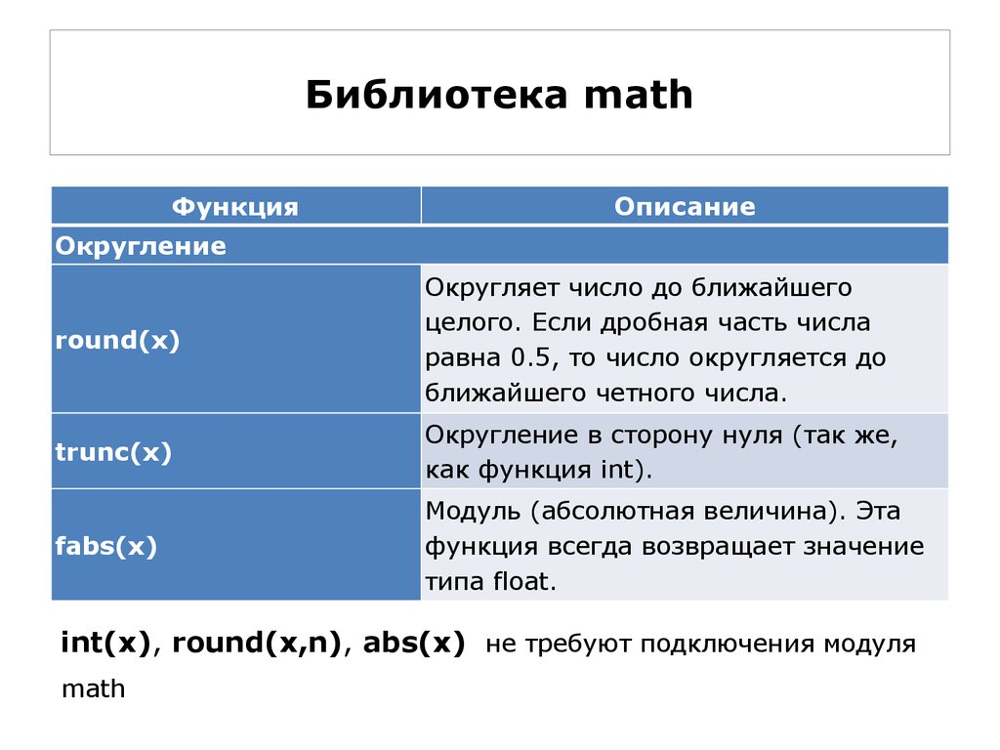 Библиотека math
Функция
Описание
Округление
round(x)
Округляет число до ближайшего
целого. Если дробная часть числа
равна 0.5, то число округляется до
ближайшего четного числа.
trunc(x)
Округление в сторону нуля (так же,
как функция int).
fabs(x)
Модуль (абсолютная величина). Эта
функция всегда возвращает значение
типа float.
int(x), round(x,n), abs(x) не требуют подключения модуля
math